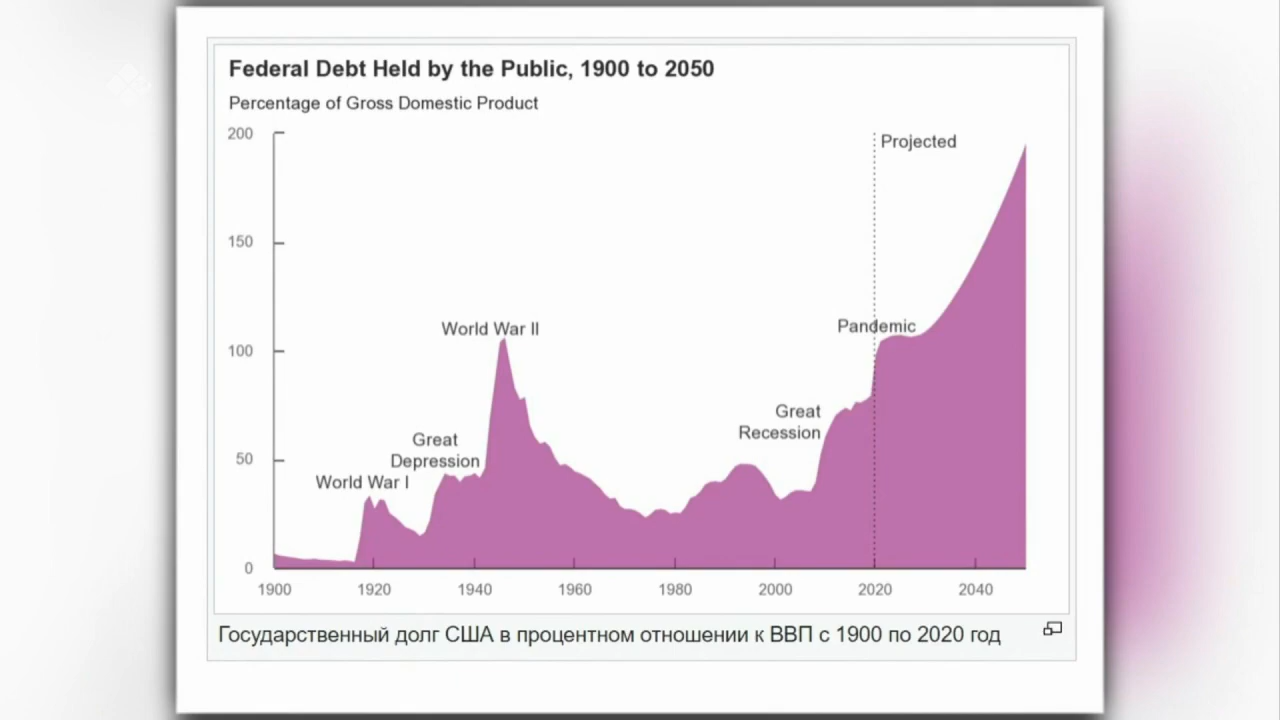 Federal Debt Held by the Public, 1900 to 2050
Percentage of Gross Domestic Product
200
Projected
150
World War II
Pandemic
100
Great
Recession
Great
Depression
50
World War I
0
1900 1920 1940 1960 1980 2000 2020 2040
Государственный долг США в процентном отношении к ВВП с 1900 по 2020 год